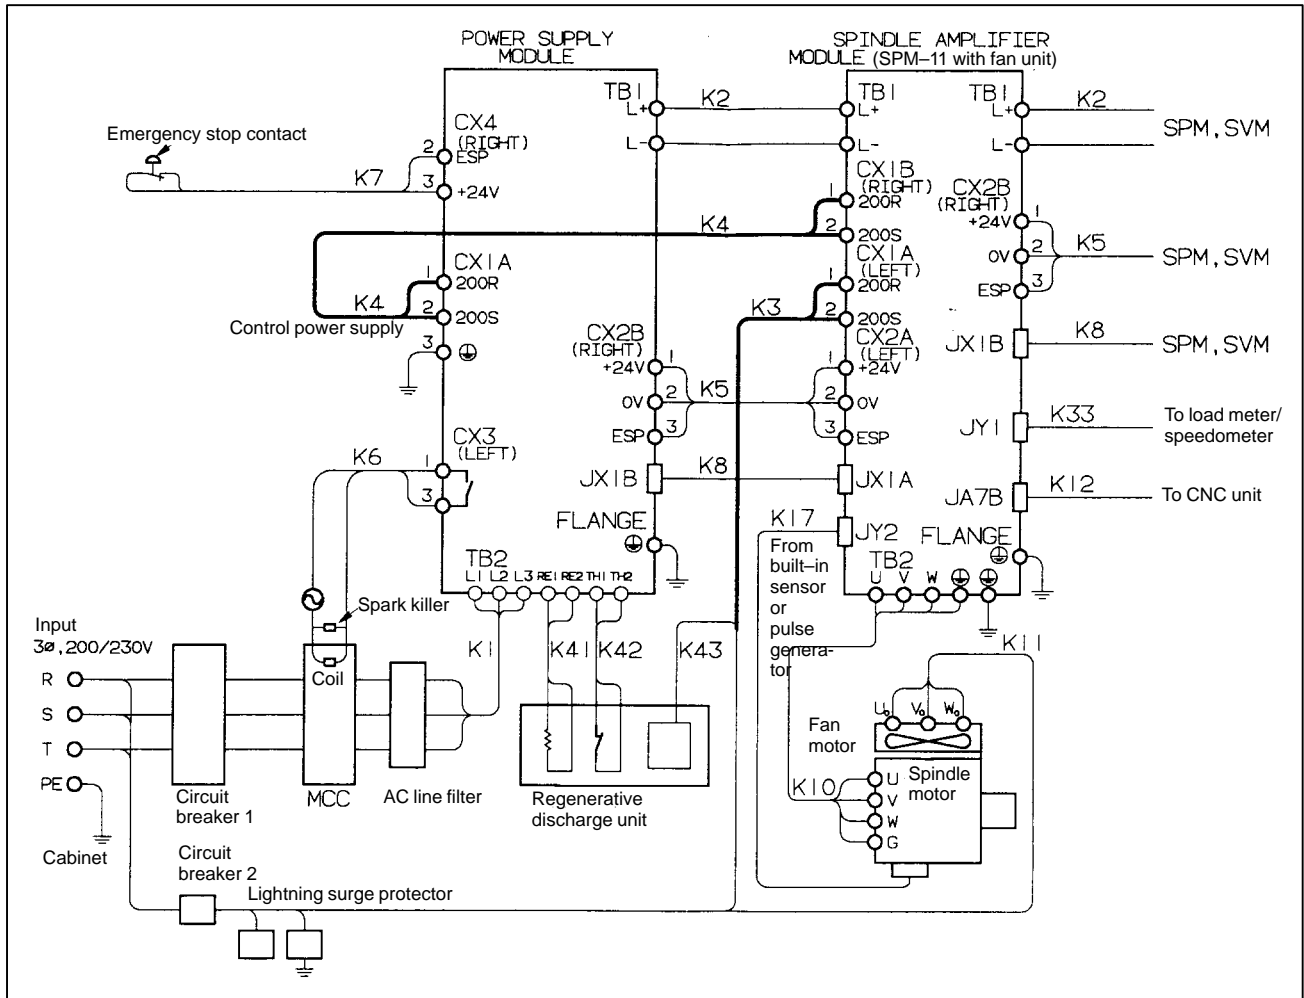 POWER SUPPLY
MODULE
SPINDLE AMPLIFIER
MODULE (SPM–11 with fan unit)
TB1
L+
L-
K2
TB1
L+
L-
TB1
L+
L-
K2
SPM, SVM
Emergency stop contact
CX4
(RIGHT)
2
ESP
3
+24V
K7
CX1B
(RIGHT)
1
200R
2
200S
K4
CX2B
(RIGHT)
+24V
1
0V
2
ESP
3
K5
SPM, SVM
CX1A
1
200R
2
200S
3
K4
Control power supply
CX1A
(LEFT)
1
200R
2
200S
K3
CX2B
(RIGHT)
+24V
1
0V
2
ESP
3
K5
CX2A
(LEFT)
1
+24V
2
0V
3
ESP
JX1B
K8
SPM, SVM
JY1
K33
To load meter/
speedometer
CX3
(LEFT)
1
3
K6
JX1B
K8
JX1A
JA7B
K12
To CNC unit
FLANGE
K17
JY2
FLANGE
From
built–in
sensor
or
pulse
genera-
tor
TB2
L1
L2
L3
RE1
RE2
TH1
TH2
TB2
U
V
W
Spark killer
Input
3ø,200/230V
R
S
T
PE
Coil
K1
K41
K42
K43
K11
Uo
Vo
Wo
Fan
motor
Spindle
motor
K10
U
V
W
G
Circuit
breaker 1
MCC
AC line filter
Regenerative
discharge unit
Cabinet
Circuit
breaker 2
Lightning surge protector